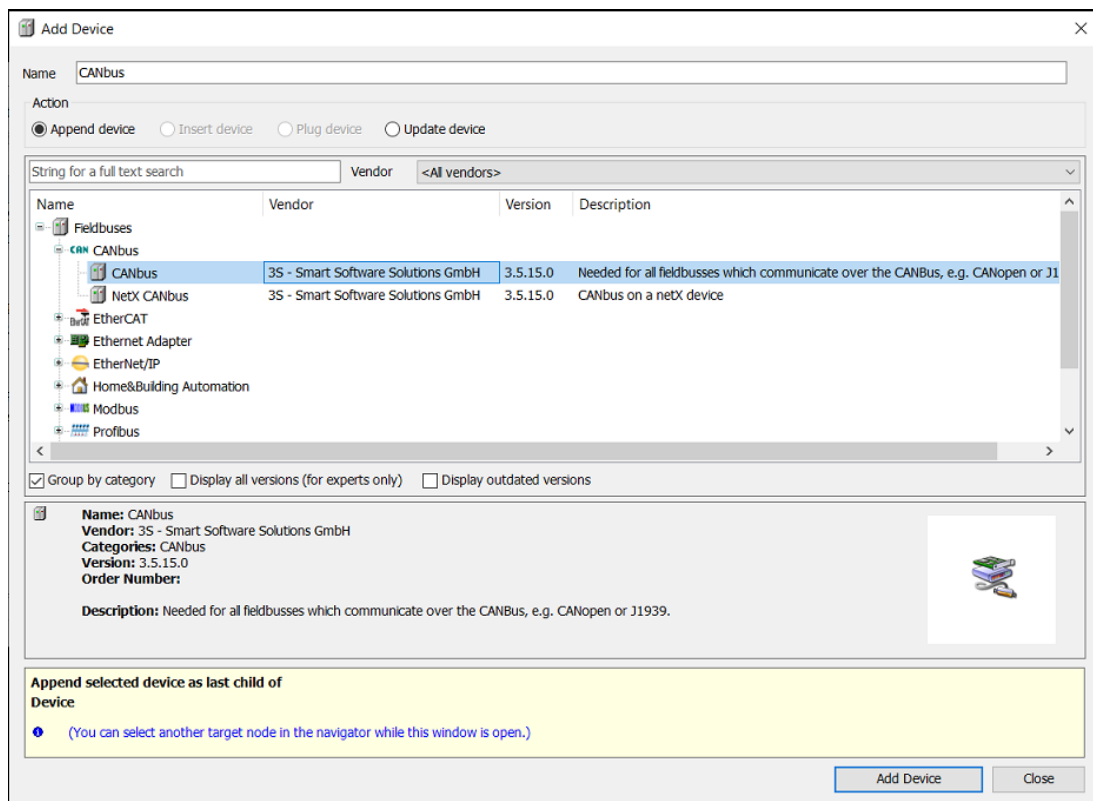 Add Device
Name CANbus
Action
Append device Insert device Plug device Update device
String for a full text search Vendor <All vendors>
Name Vendor Version Description
Fieldbuses
CAN CANbus
CANbus 3S - Smart Software Solutions GmbH 3.5.15.0 Needed for all fieldbusses which communicate over the CANBus, e.g. CANopen or J1
NetX CANbus 3S - Smart Software Solutions GmbH 3.5.15.0 CANbus on a netX device
EtherCAT
Ethernet Adapter
EtherNet/IP
Home&Building Automation
Modbus
Profibus
Group by category Display all versions (for experts only) Display outdated versions
Name: CANbus
Vendor: 3S - Smart Software Solutions GmbH
Categories: CANbus
Version: 3.5.15.0
Order Number:
Description: Needed for all fieldbusses which communicate over the CANBus, e.g. CANopen or J1939.
Append selected device as last child of
Device
(You can select another target node in the navigator while this window is open.)
Add Device Close